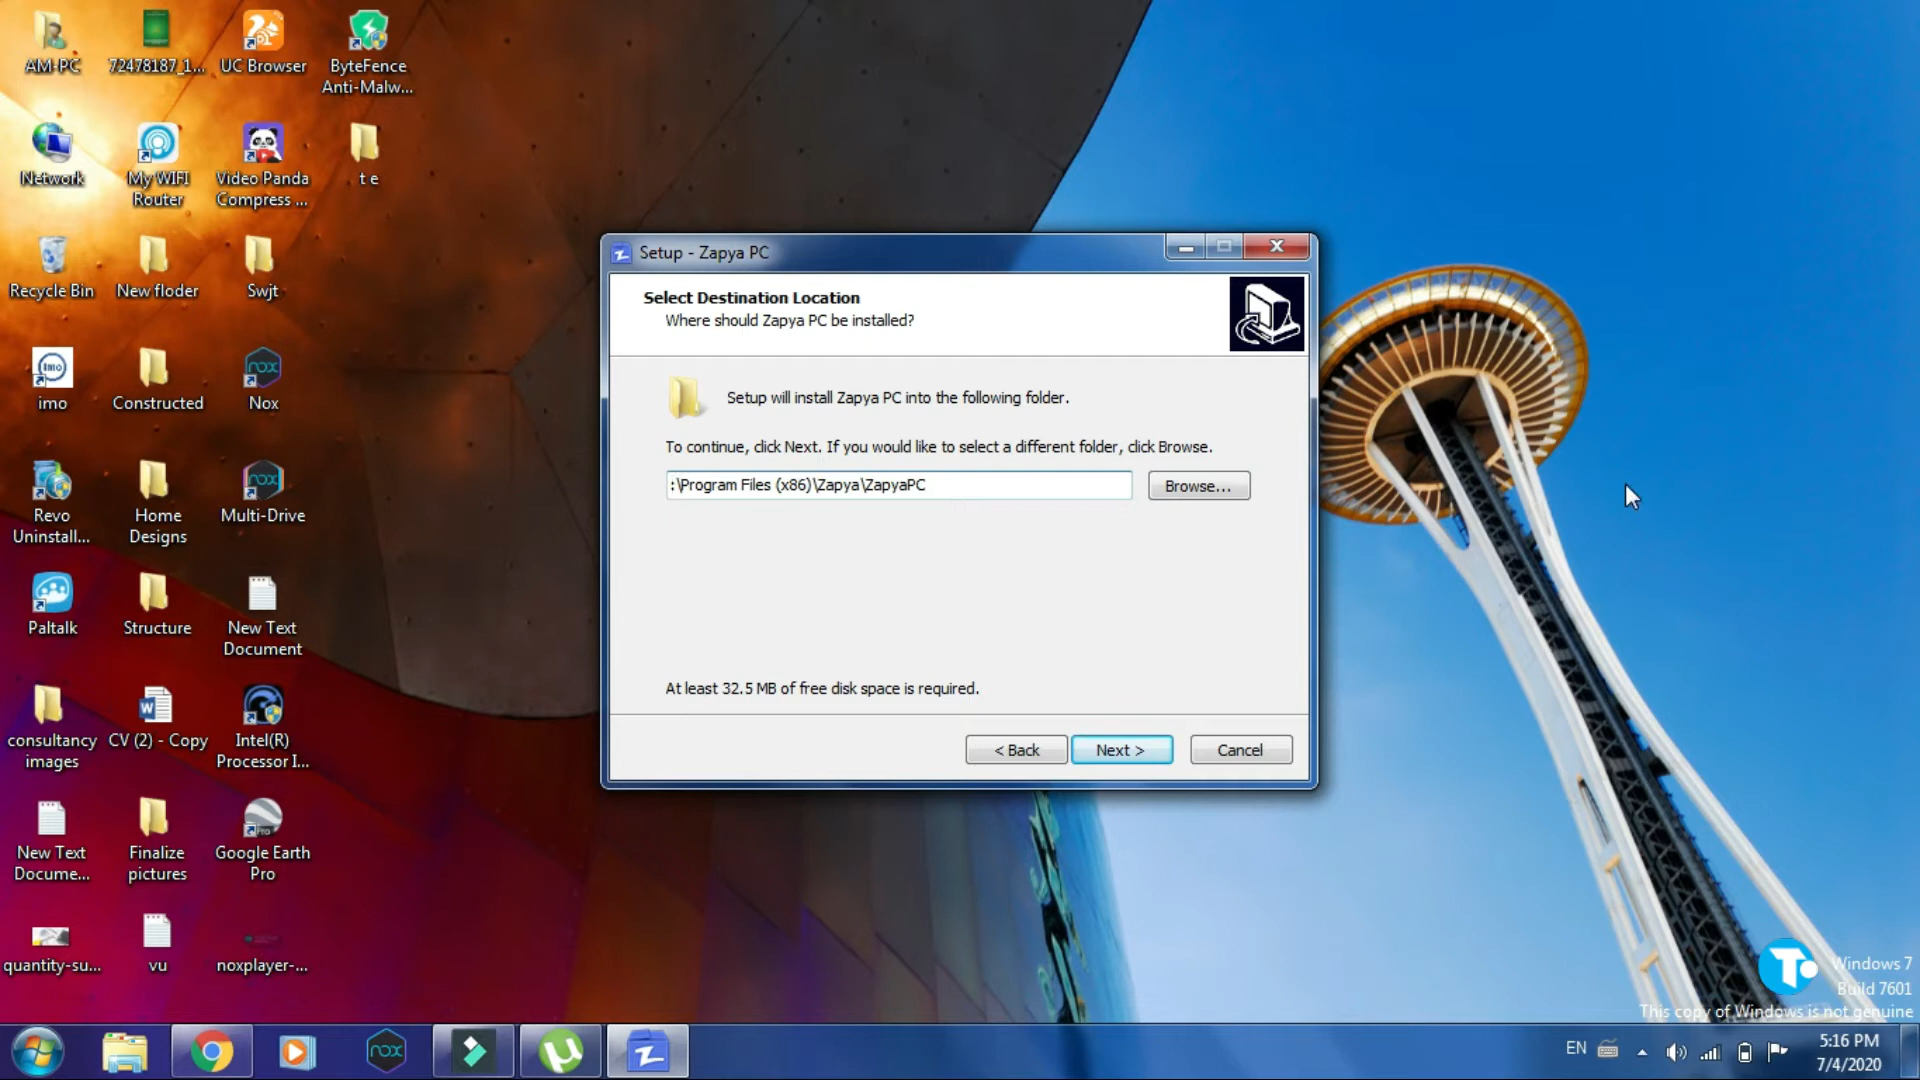 AM-PC
72478187_1...
UC Browser
ByteFence
Anti-Malw...
Network
My WIFI
Router
Video Panda
Compress ...
t e
Recycle Bin
New floder
Swjt
imo
Constructed
Nox
Revo
Uninstall...
Home
Designs
Multi-Drive
Paltalk
Structure
New Text
Document
consultancy
images
CV (2) - Copy
Intel(R)
Processor I...
New Text
Docume...
Finalize
pictures
Google Earth
Pro
quantity-su...
vu
noxplayer-...
Setup - Zapya PC
Select Destination Location
Where should Zapya PC be installed?
Setup will install Zapya PC into the following folder.
To continue, click Next. If you would like to select a different folder, click Browse.
:\Program Files (x86)\Zapya\ZapyaPC
Browse...
At least 32.5 MB of free disk space is required.
< Back
Next >
Cancel
Windows 7
Build 7601
This copy of Windows is not genuine
EN
5:16 PM
7/4/2020